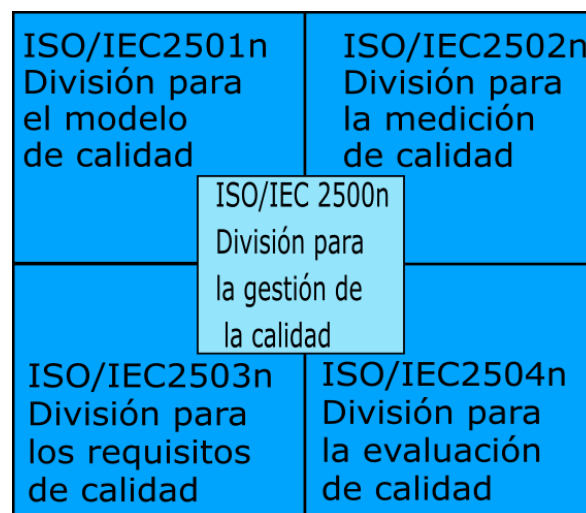 ISO/IEC2501n
División para
el modelo
de calidad
ISO/IEC2502n
División para
la medición
de calidad
ISO/IEC 2500n
División para
la gestión de
la calidad
ISO/IEC2503n
División para
los requisitos
de calidad
ISO/IEC2504n
División para
la evaluación
de calidad